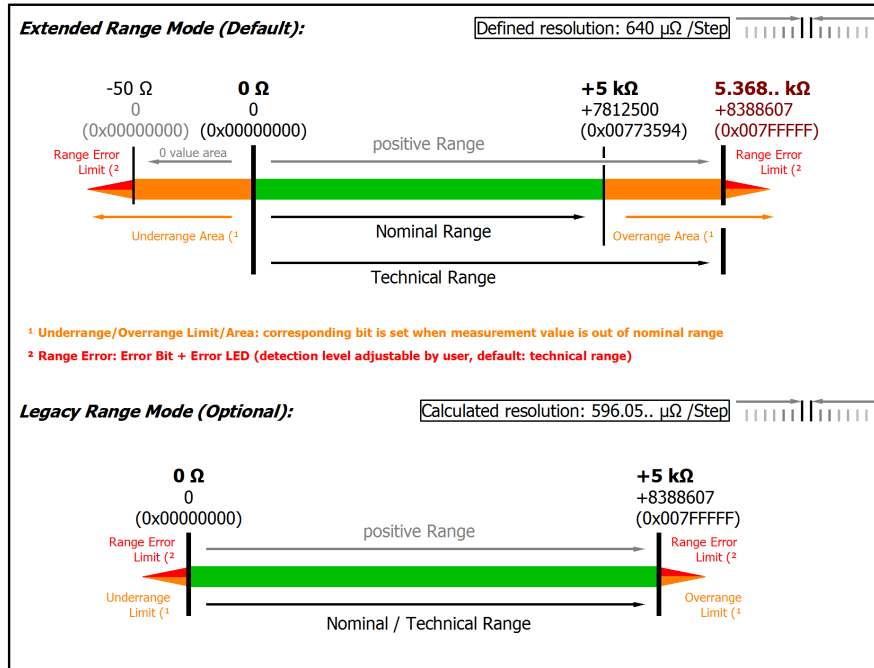 Extended Range Mode (Default):
Defined resolution: 640 µΩ /Step
-50 Ω
0
(0x00000000)
0 Ω
0
(0x00000000)
+5 kΩ
+7812500
(0x00773594)
5.368.. kΩ
+8388607
(0x007FFFFF)
Range Error
Limit (²
0 value area
positive Range
Range Error
Limit (²
Underrange Area (¹
Nominal Range
Overrange Area (¹
Technical Range
¹ Underrange/Overrange Limit/Area: corresponding bit is set when measurement value is out of nominal range
² Range Error: Error Bit + Error LED (detection level adjustable by user, default: technical range)
Legacy Range Mode (Optional):
Calculated resolution: 596.05.. µΩ /Step
0 Ω
0
(0x00000000)
+5 kΩ
+8388607
(0x007FFFFF)
Range Error
Limit (²
positive Range
Range Error
Limit (²
Underrange
Limit (¹
Nominal / Technical Range
Overrange
Limit (¹